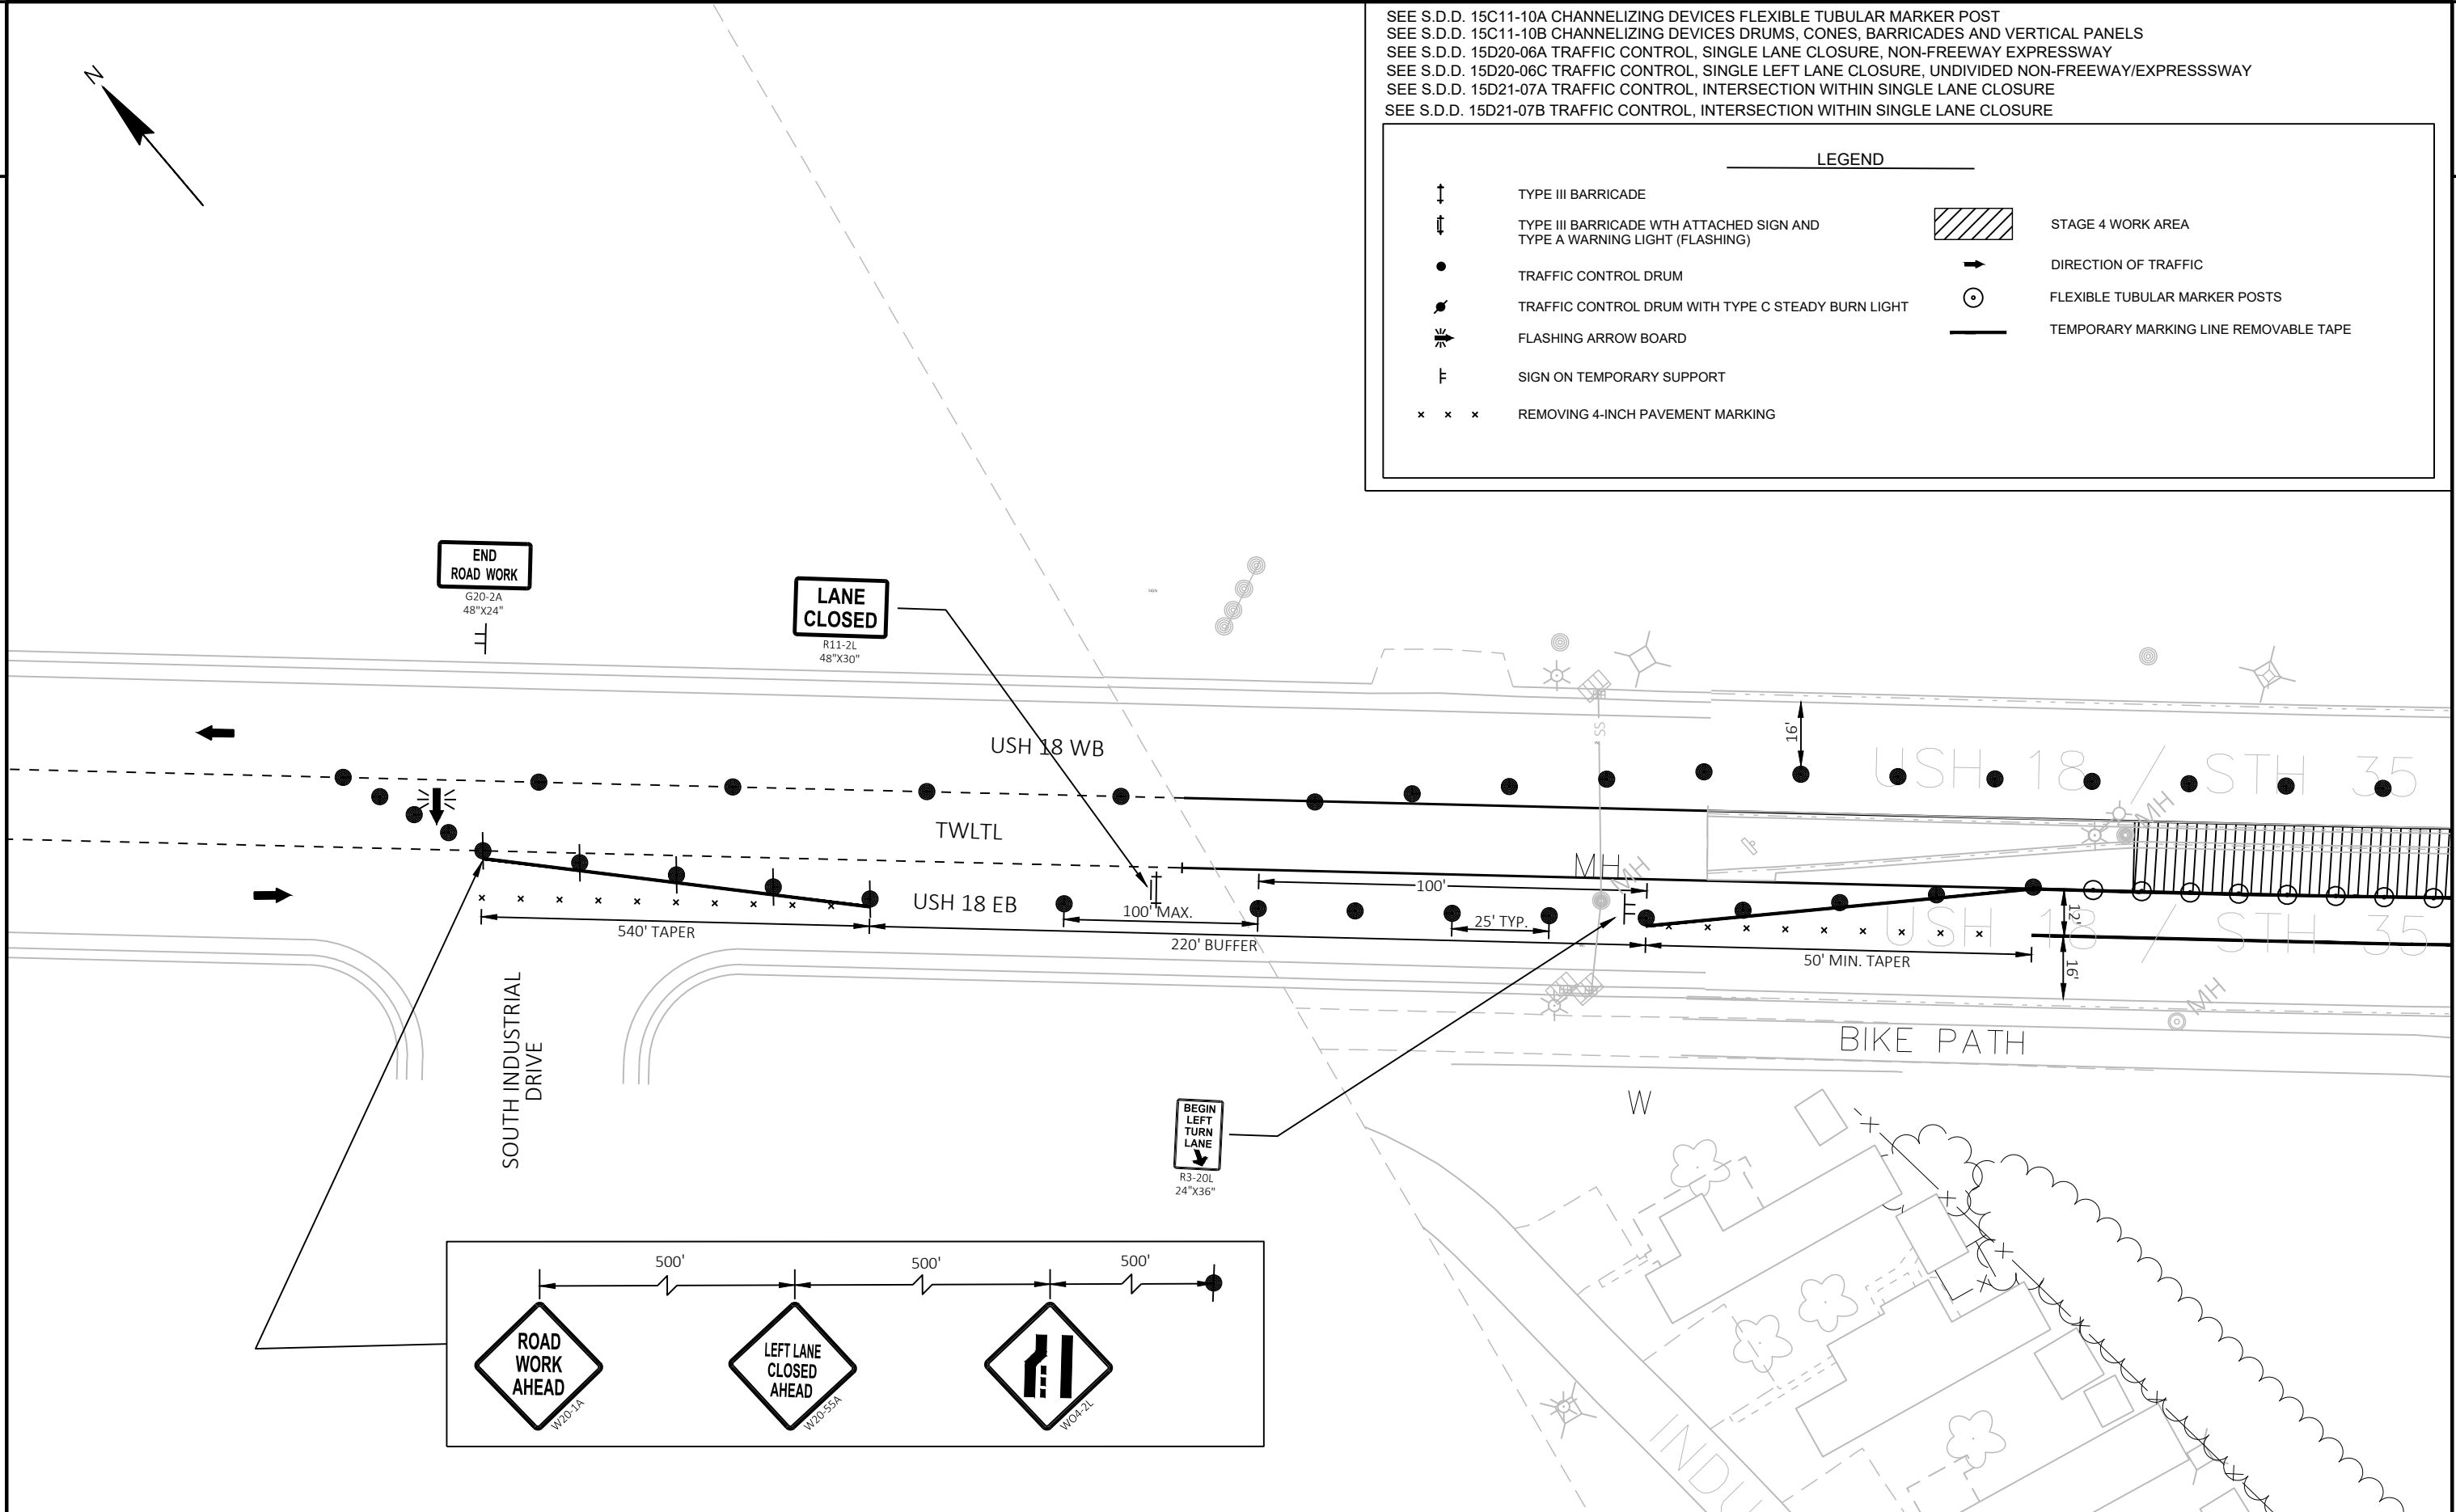 SEE S.D.D. 15C11-10A CHANNELIZING DEVICES FLEXIBLE TUBULAR MARKER POST
SEE S.D.D. 15C11-10B CHANNELIZING DEVICES DRUMS, CONES, BARRICADES AND VERTICAL PANELS
SEE S.D.D. 15D20-06A TRAFFIC CONTROL, SINGLE LANE CLOSURE, NON-FREEWAY EXPRESSWAY
SEE S.D.D. 15D20-06C TRAFFIC CONTROL, SINGLE LEFT LANE CLOSURE, UNDIVIDED NON-FREEWAY/EXPRESSSWAY
SEE S.D.D. 15D21-07A TRAFFIC CONTROL, INTERSECTION WITHIN SINGLE LANE CLOSURE
SEE S.D.D. 15D21-07B TRAFFIC CONTROL, INTERSECTION WITHIN SINGLE LANE CLOSURE
LEGEND
TYPE III BARRICADE
TYPE III BARRICADE WTH ATTACHED SIGN AND
TYPE A WARNING LIGHT (FLASHING)
TRAFFIC CONTROL DRUM
TRAFFIC CONTROL DRUM WITH TYPE C STEADY BURN LIGHT
FLASHING ARROW BOARD
SIGN ON TEMPORARY SUPPORT
REMOVING 4-INCH PAVEMENT MARKING
STAGE 4 WORK AREA
DIRECTION OF TRAFFIC
FLEXIBLE TUBULAR MARKER POSTS
TEMPORARY MARKING LINE REMOVABLE TAPE
N
END
ROAD WORK
G20-2A
48"X24"
LANE
CLOSED
R11-2L
48"X30"
USH 18 WB
SS
16'
USH 18 / STH 35
MH
TWLTL
MH
MH
100'
USH 18 EB
100' MAX.
25' TYP.
540' TAPER
220' BUFFER
50' MIN. TAPER
12'
USH 18 / STH 35
16'
MH
BIKE PATH
SOUTH INDUSTRIAL
DRIVE
W
BEGIN
LEFT
TURN
LANE
R3-20L
24"X36"
500'
500'
500'
ROAD
WORK
AHEAD
W20-1A
LEFT LANE
CLOSED
AHEAD
W20-55A
WO4-2L